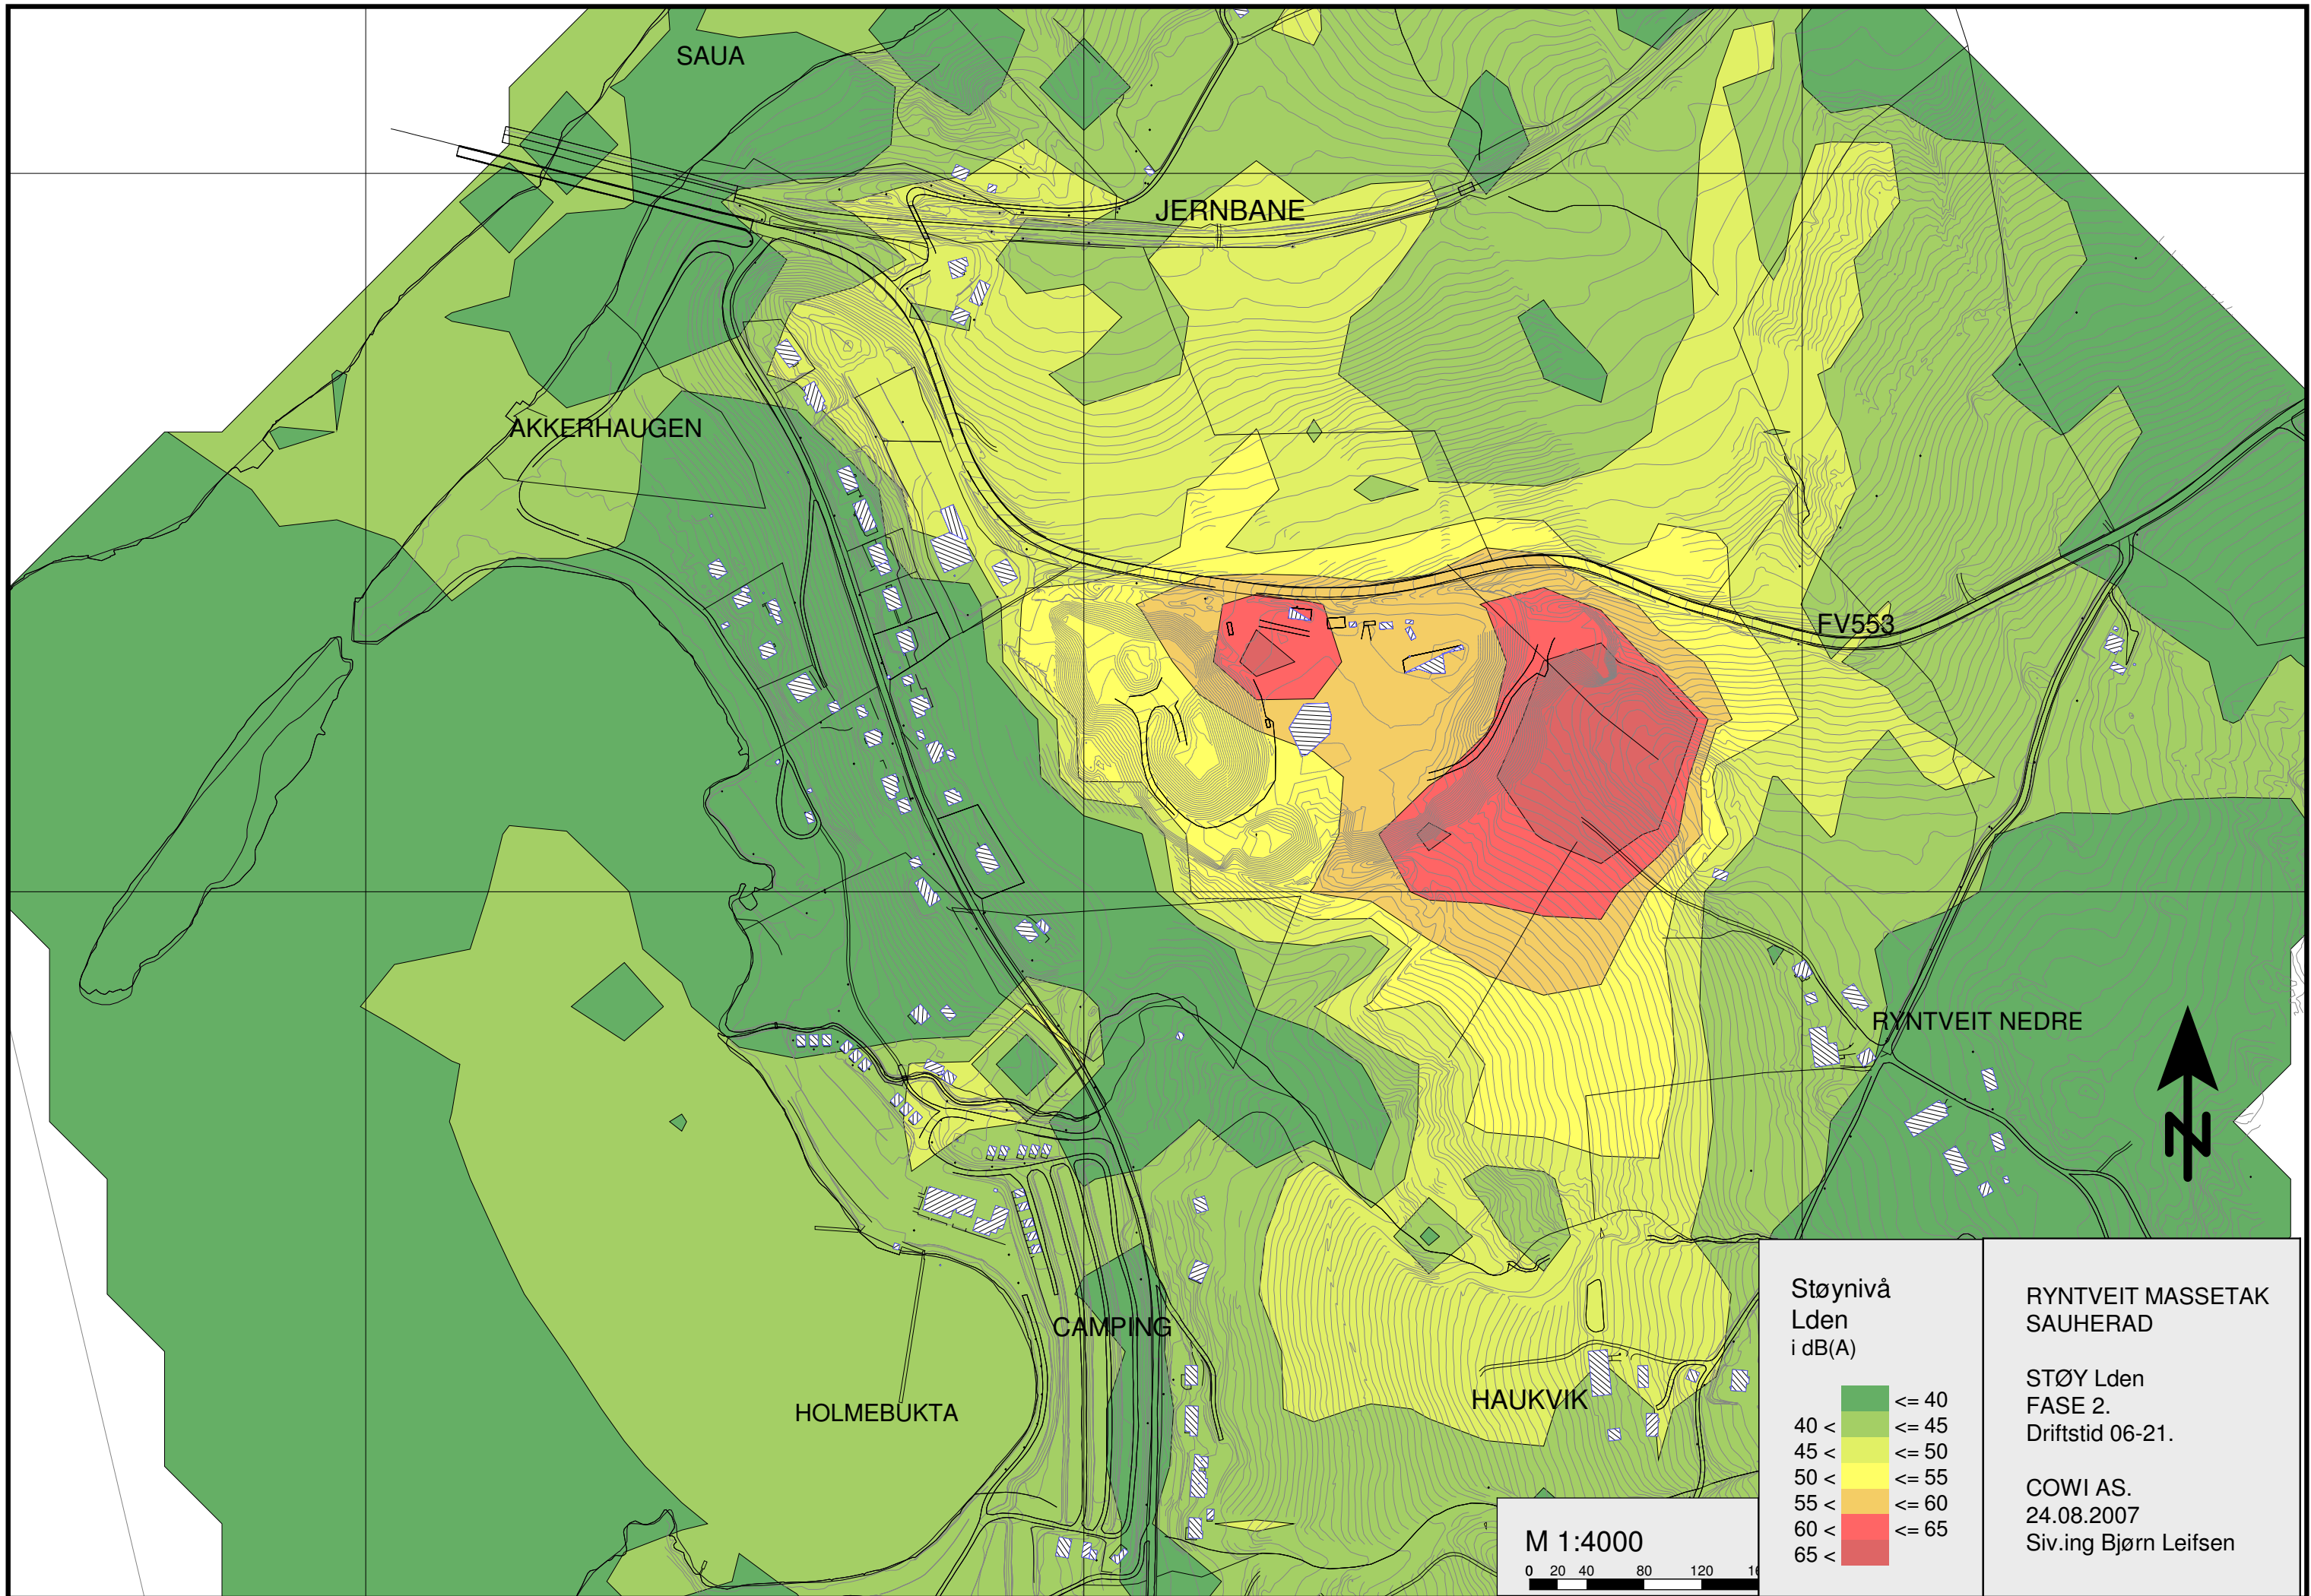 SAUA
JERNBANE
AKKERHAUGEN
FV553
RYNTVEIT NEDRE
N
CAMPING
HOLMEBUKTA
HAUKVIK
M 1:4000
0 20 40 80 120
Støynivå
Lden
i dB(A)
<= 40
40 < <= 45
45 < <= 50
50 < <= 55
55 < <= 60
60 < <= 65
65 <
RYNTVEIT MASSETAK
SAUHERAD
STØY Lden
FASE 2.
Driftstid 06-21.
COWI AS.
24.08.2007
Siv.ing Bjørn Leifsen